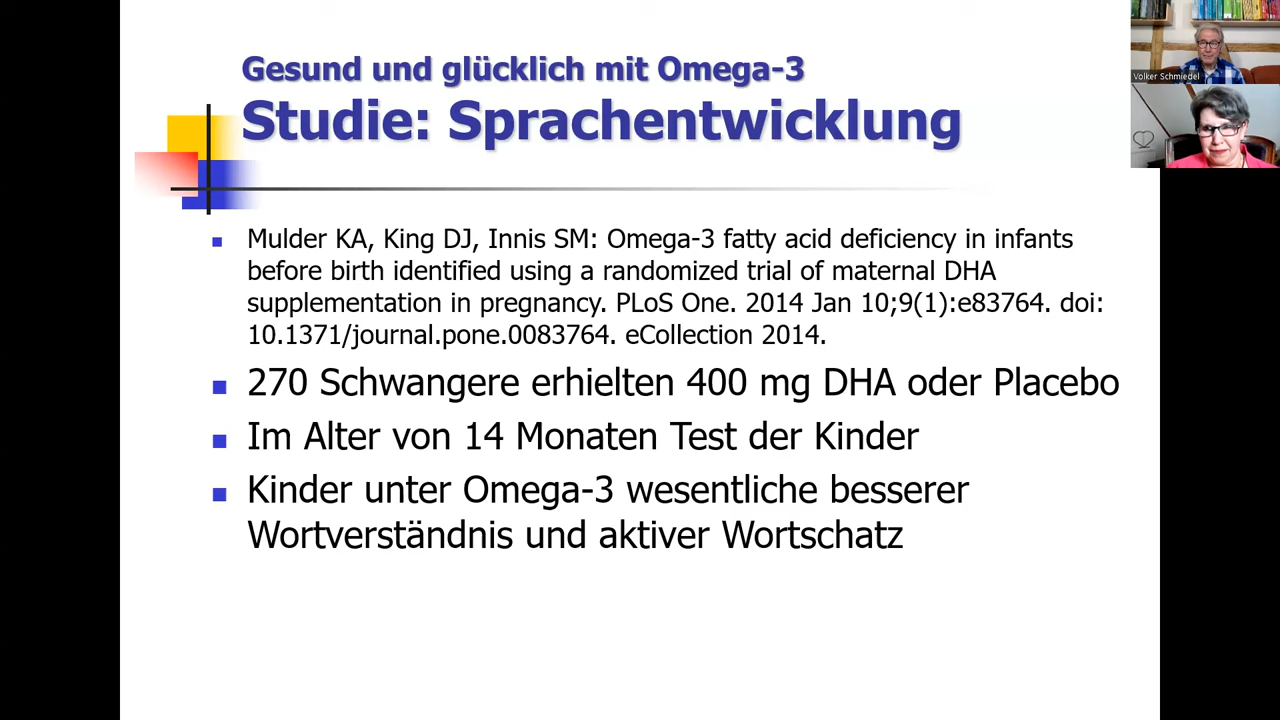 Gesund und glücklich mit Omega-3
Studie: Sprachentwicklung
Volker Schmiedel
Mulder KA, King DJ, Innis SM: Omega-3 fatty acid deficiency in infants
before birth identified using a randomized trial of maternal DHA
supplementation in pregnancy. PLoS One. 2014 Jan 10;9(1):e83764. doi:
10.1371/journal.pone.0083764. eCollection 2014.
270 Schwangere erhielten 400 mg DHA oder Placebo
Im Alter von 14 Monaten Test der Kinder
Kinder unter Omega-3 wesentliche besserer
Wortverständnis und aktiver Wortschatz